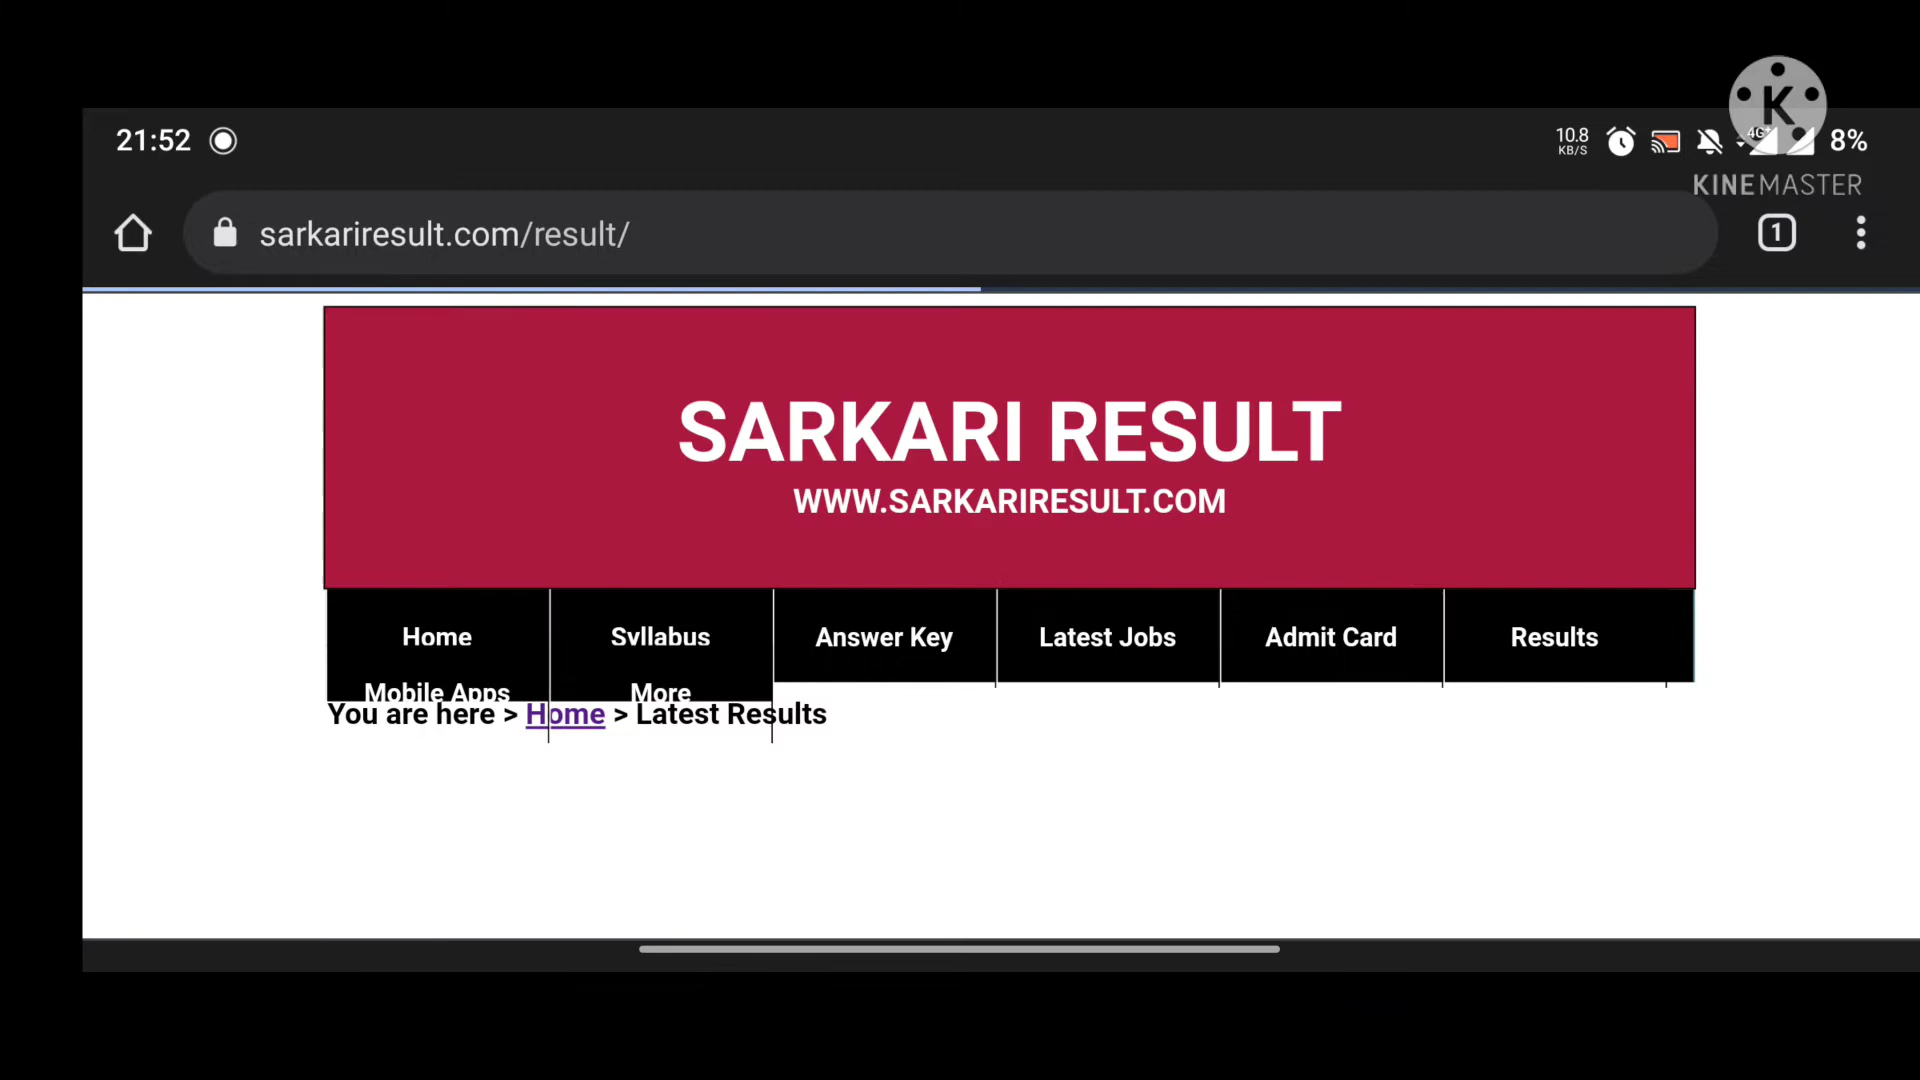 21:52
10.8
KB/S
4G+
8%
KINEMASTER
sarkariresult.com/result/
1
SARKARI RESULT
WWW.SARKARIRESULT.COM
Home Syllabus Answer Key Latest Jobs Admit Card Results
Mobile Apps More
You are here > Home > Latest Results